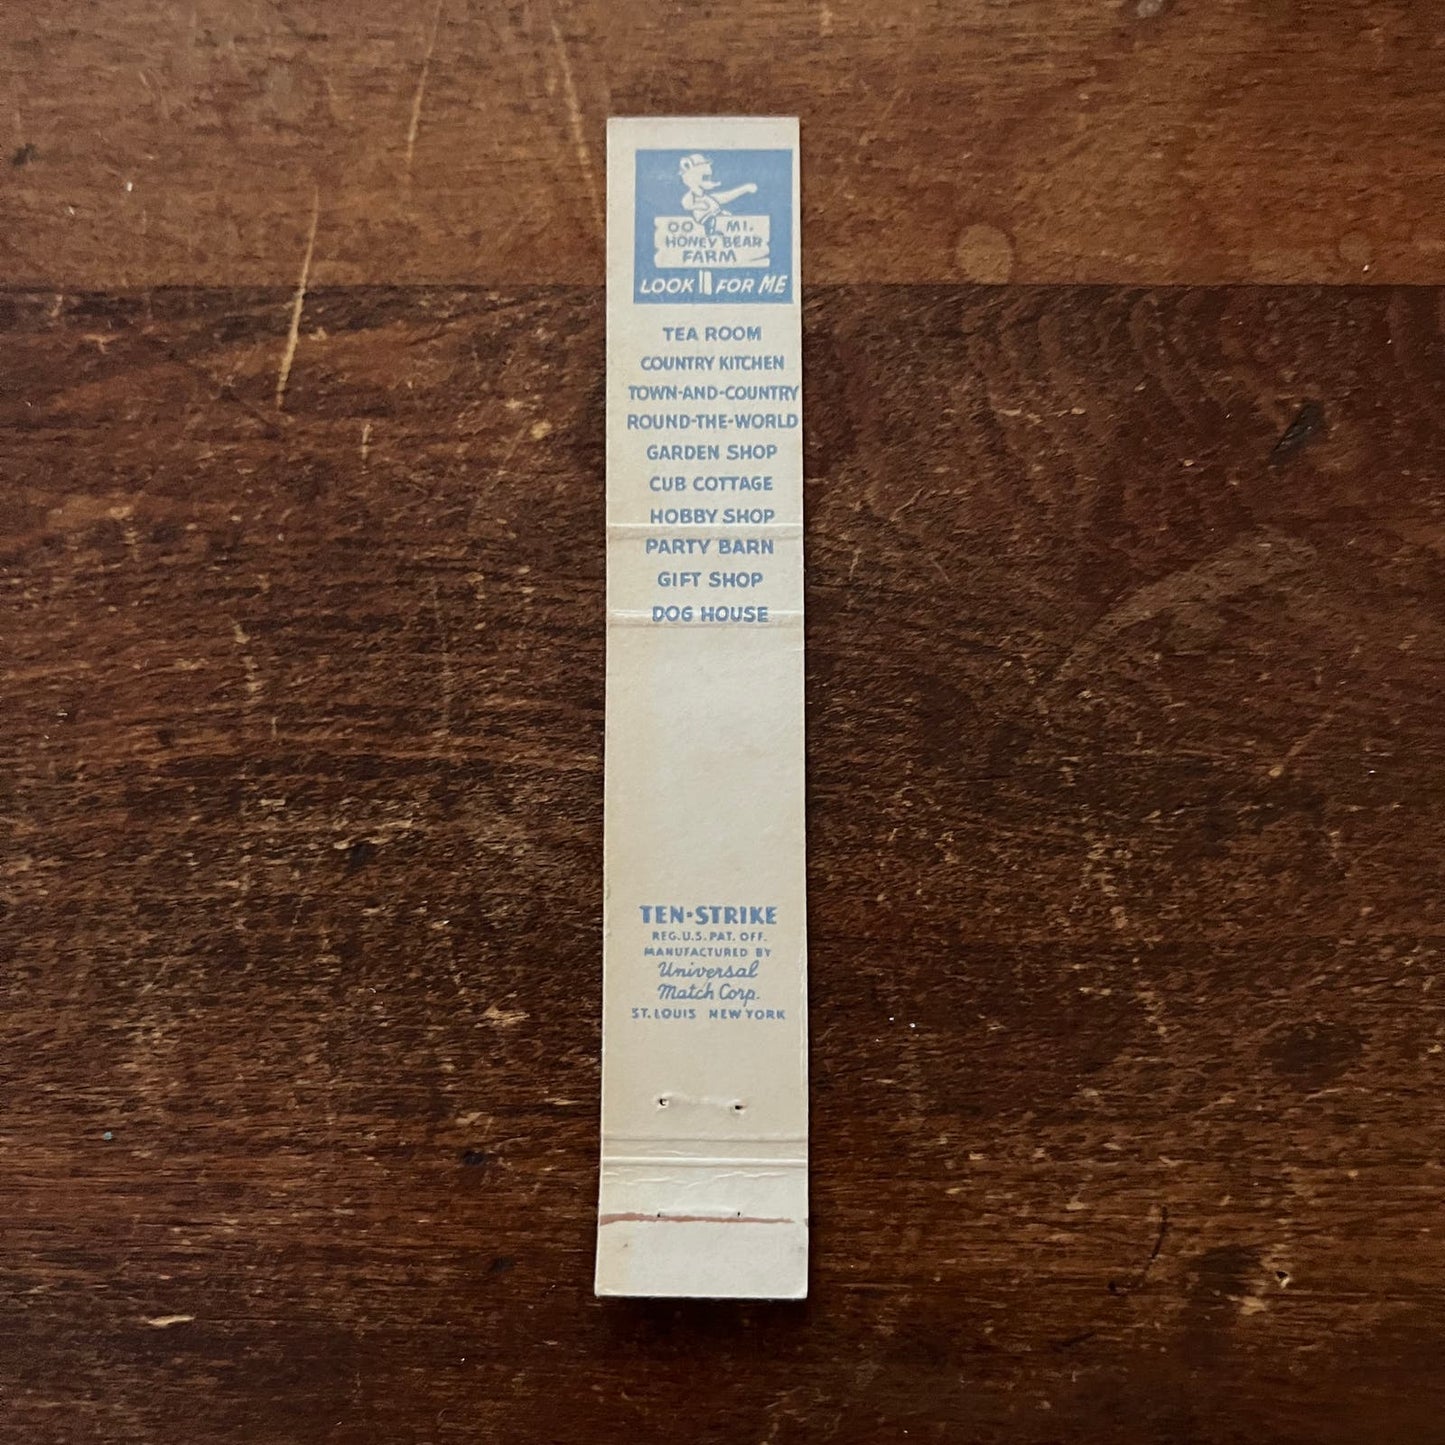 OO MI.
HONEY BEAR
FARM
LOOK FOR ME
TEA ROOM
COUNTRY KITCHEN
TOWN-AND-COUNTRY
ROUND-THE-WORLD
GARDEN SHOP
CUB COTTAGE
HOBBY SHOP
PARTY BARN
GIFT SHOP
DOG HOUSE
TEN-STRIKE
REG. U.S. PAT. OFF.
MANUFACTURED BY
Universal
Match Corp.
ST. LOUIS NEW YORK